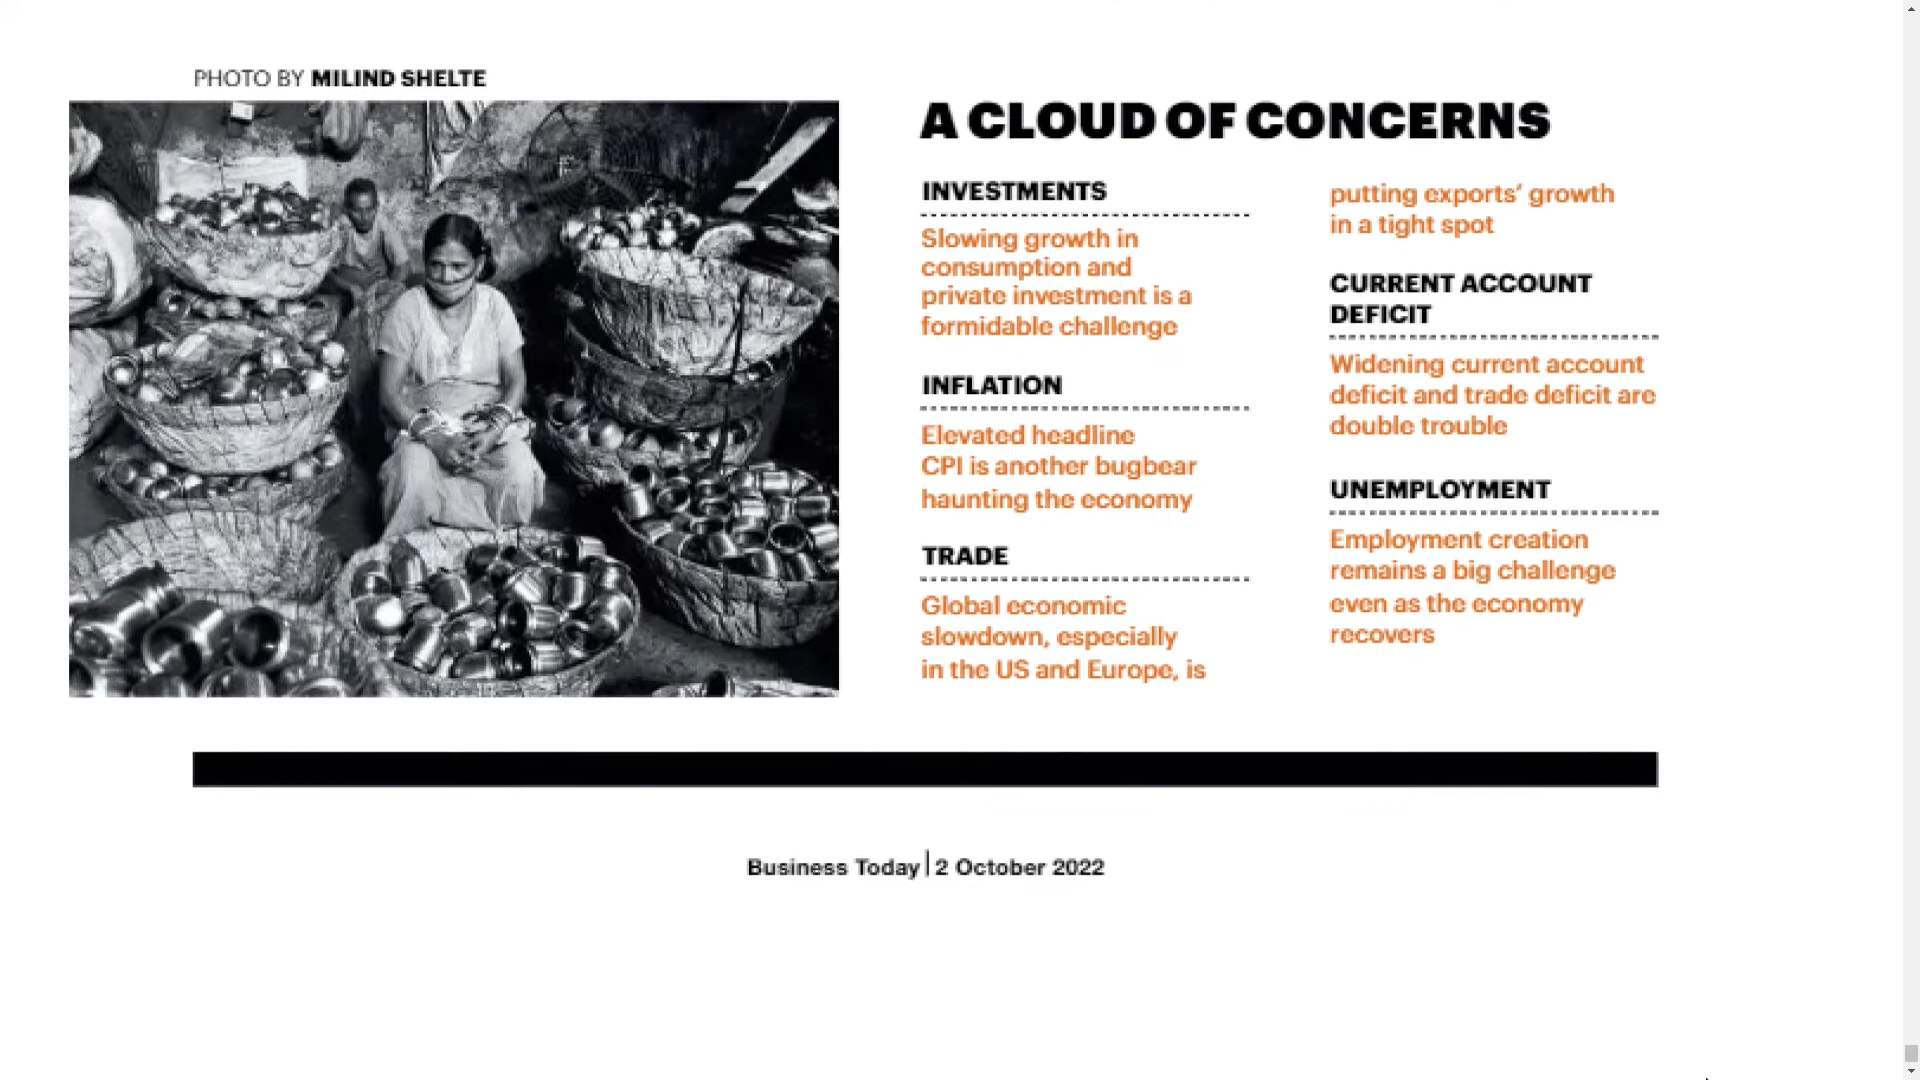 PHOTO BY MILIND SHELTE
A CLOUD OF CONCERNS
INVESTMENTS
Slowing growth in
consumption and
private investment is a
formidable challenge
INFLATION
Elevated headline
CPI is another bugbear
haunting the economy
TRADE
Global economic
slowdown, especially
in the US and Europe, is
putting exports’ growth
in a tight spot
CURRENT ACCOUNT
DEFICIT
Widening current account
deficit and trade deficit are
double trouble
UNEMPLOYMENT
Employment creation
remains a big challenge
even as the economy
recovers
Business Today | 2 October 2022